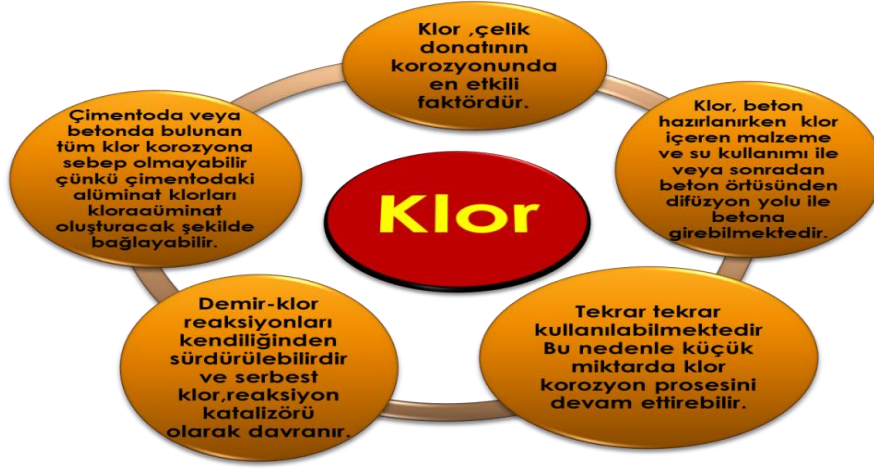 Klor ,çelik
donatının
korozyonunda
en etkili
faktördür.
Klor, beton
hazırlanırken klor
içeren malzeme
ve su kullanımı ile
veya sonradan
beton örtüsünden
difüzyon yolu ile
betona
girebilmektedir.
Tekrar tekrar
kullanılabilmektedir
Bu nedenle küçük
miktarda klor
korozyon prosesini
devam ettirebilir.
Demir-klor
reaksiyonları
kendiliğinden
sürdürülebilirdir
ve serbest
klor,reaksiyon
katalizörü
olarak davranır.
Çimentoda veya
betonda bulunan
tüm klor korozyona
sebep olmayabilir
çünkü çimentodaki
alüminat klorları
kloraaüminat
oluşturacak şekilde
bağlayabilir.
Klor